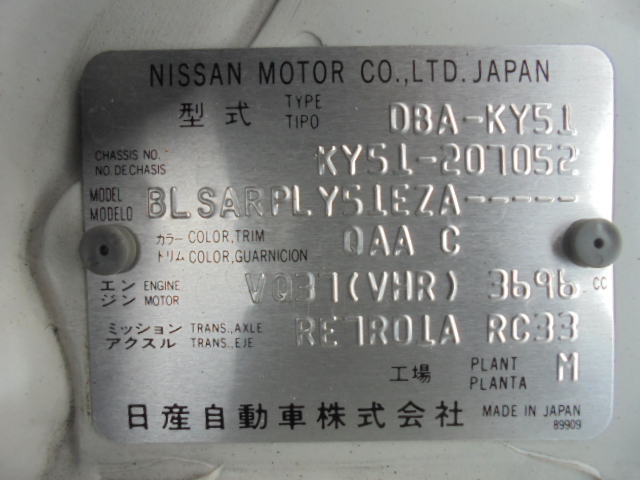 NISSAN MOTOR CO.,LTD. JAPAN
型式 TYPE TIPO DBA-KY51
CHASSIS NO. NO. DE CHASIS KY51-207052
MODEL MODELO BLSARPLY51EZA-----
カラー COLOR,TRIM トリム COLOR,GUARNICION QAA C
エンジン ENGINE MOTOR VQ37(VHR) 3696 CC
ミッション TRANS.,AXLE アクスル TRANS.,EJE RE7R01A RC33
工場 PLANT PLANTA M
日産自動車株式会社 MADE IN JAPAN
89909